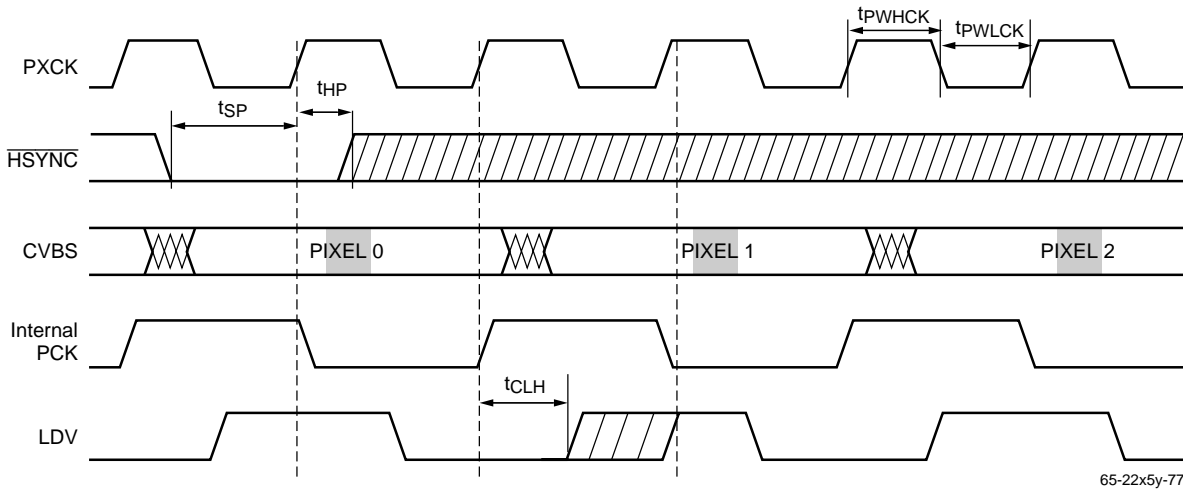 tPWHCK
tPWLCK
PXCK
tHP
tSP
HSYNC
CVBS
PIXEL 0
PIXEL 1
PIXEL 2
Internal
PCK
tCLH
LDV
65-22x5y-77